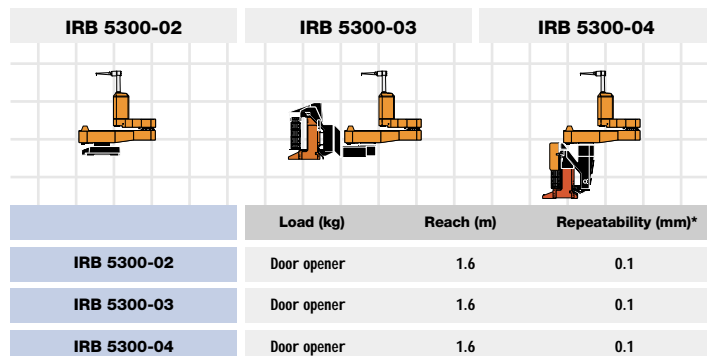 IRB 5300-02 IRB 5300-03 IRB 5300-04
Load (kg) Reach (m) Repeatability (mm)*
IRB 5300-02 Door opener 1.6 0.1
IRB 5300-03 Door opener 1.6 0.1
IRB 5300-04 Door opener 1.6 0.1